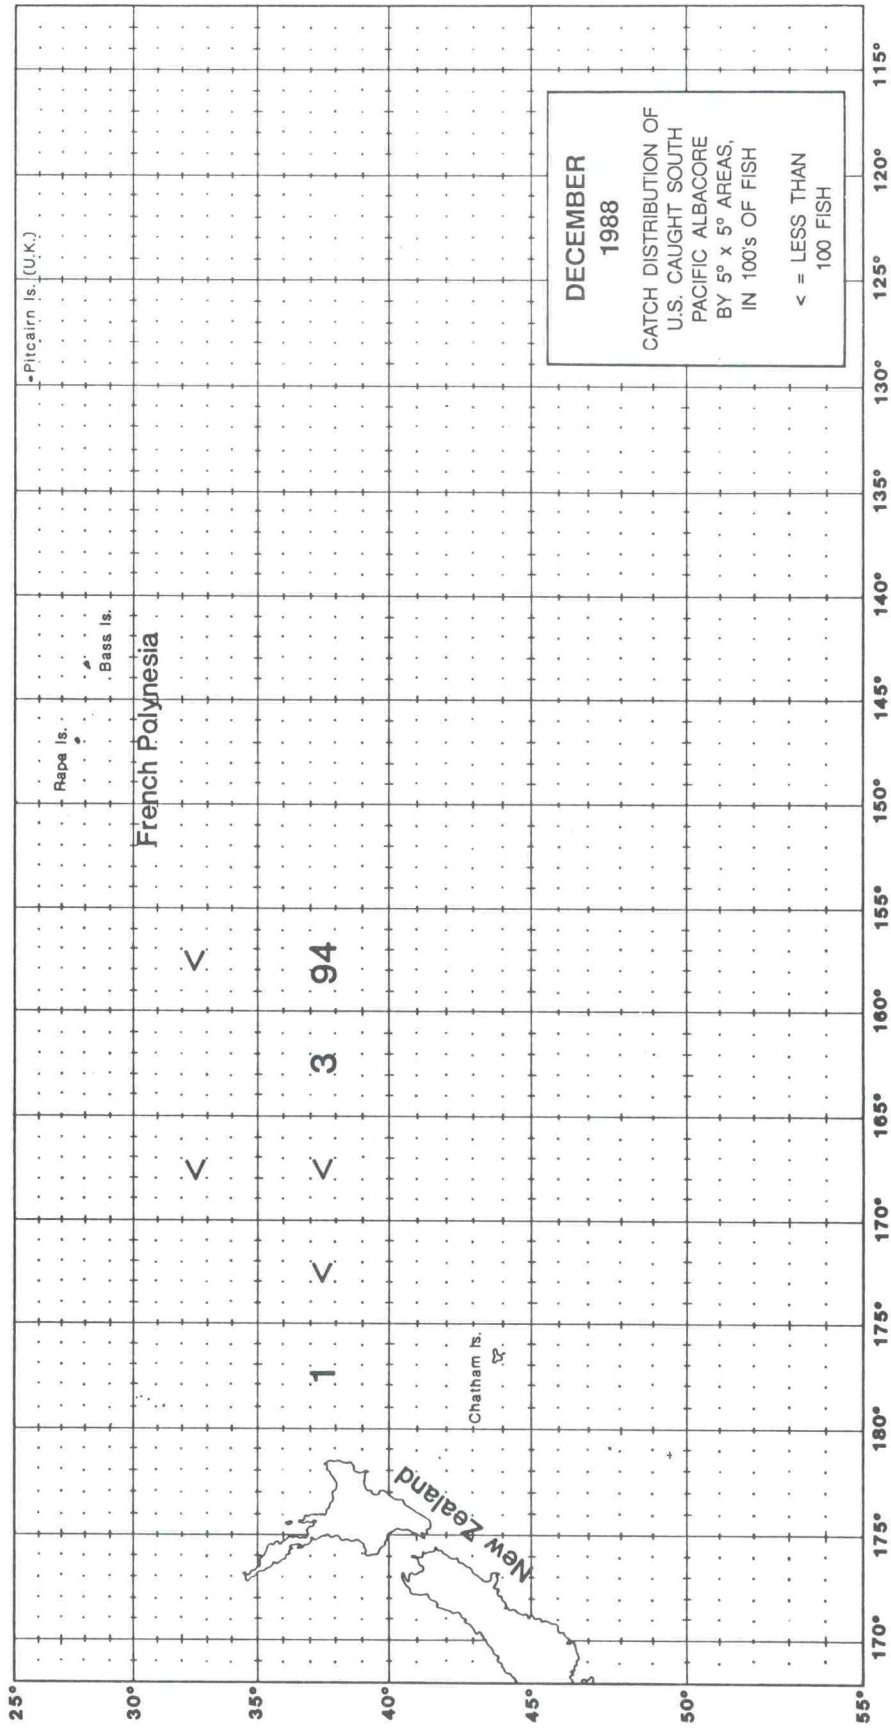 DECEMBER
1988
CATCH DISTRIBUTION OF
U.S. CAUGHT SOUTH
PACIFIC ALBACORE
BY 5° x 5° AREAS,
IN 100's OF FISH
< = LESS THAN
100 FISH
Pitcairn Is. (U.K.)
Rapa Is.
Bass Is.
French Polynesia
< <
1 < < 3 94
Chatham Is.
New Zealand
25°
30°
35°
40°
45°
50°
55°
170° 175° 180° 175° 170° 165° 160° 155° 150° 145° 140° 135° 130° 125° 120° 115°